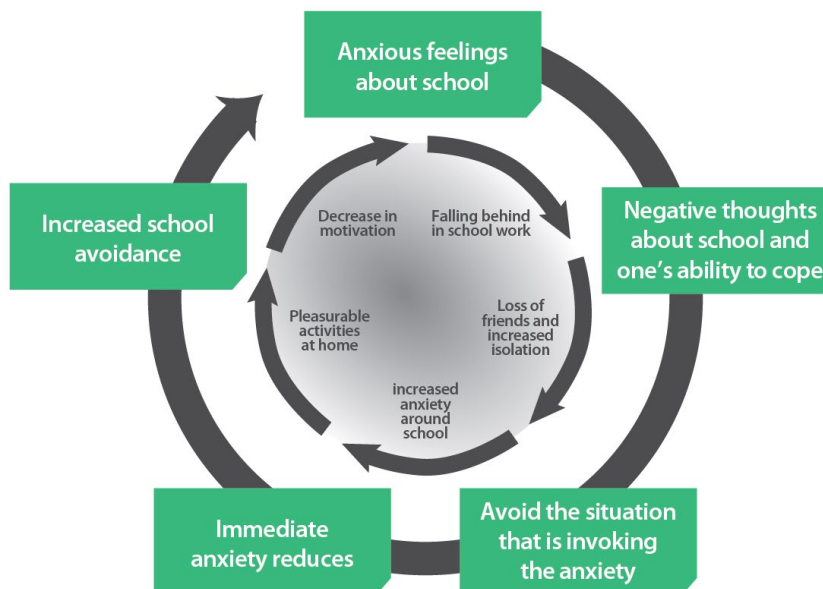 Anxious feelings
about school
Negative thoughts
about school and
one's ability to cope
Avoid the situation
that is invoking
the anxiety
Immediate
anxiety reduces
Increased school
avoidance
Falling behind
in school work
Loss of
friends and
increased
isolation
increased
anxiety
around
school
Pleasurable
activities
at home
Decrease in
motivation